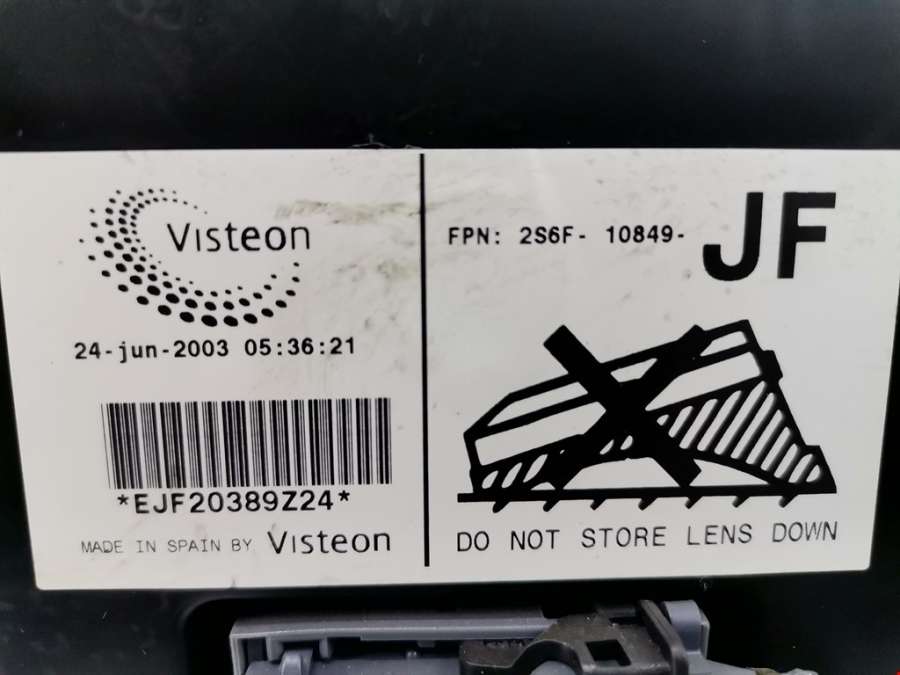 Visteon
24-jun-2003 05:36:21
*EJF20389Z24*
MADE IN SPAIN BY Visteon
FPN: 2S6F- 10849- JF
DO NOT STORE LENS DOWN